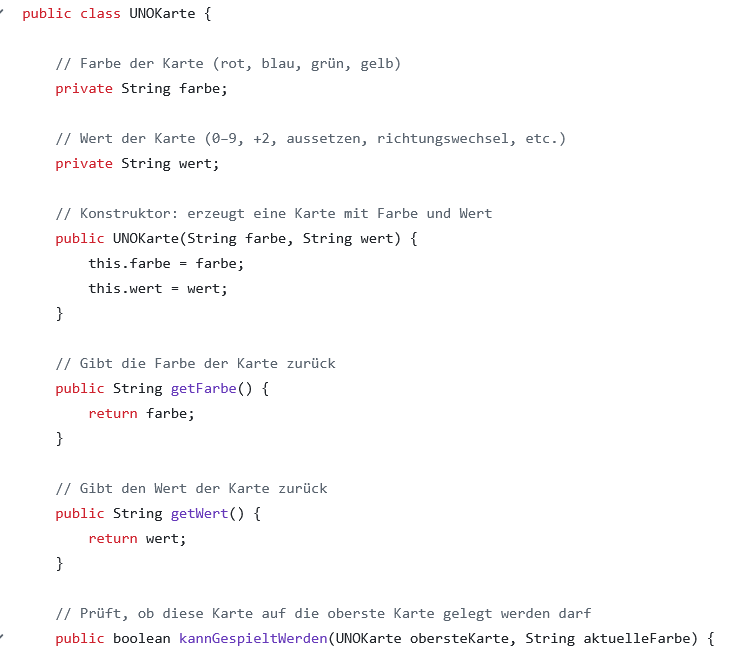 public class UNOKarte {
// Farbe der Karte (rot, blau, grün, gelb)
private String farbe;
// Wert der Karte (0–9, +2, aussetzen, richtungswechsel, etc.)
private String wert;
// Konstruktor: erzeugt eine Karte mit Farbe und Wert
public UNOKarte(String farbe, String wert) {
this.farbe = farbe;
this.wert = wert;
}
// Gibt die Farbe der Karte zurück
public String getFarbe() {
return farbe;
}
// Gibt den Wert der Karte zurück
public String getWert() {
return wert;
}
// Prüft, ob diese Karte auf die oberste Karte gelegt werden darf
public boolean kannGespieltWerden(UNOKarte obersteKarte, String aktuelleFarbe) {